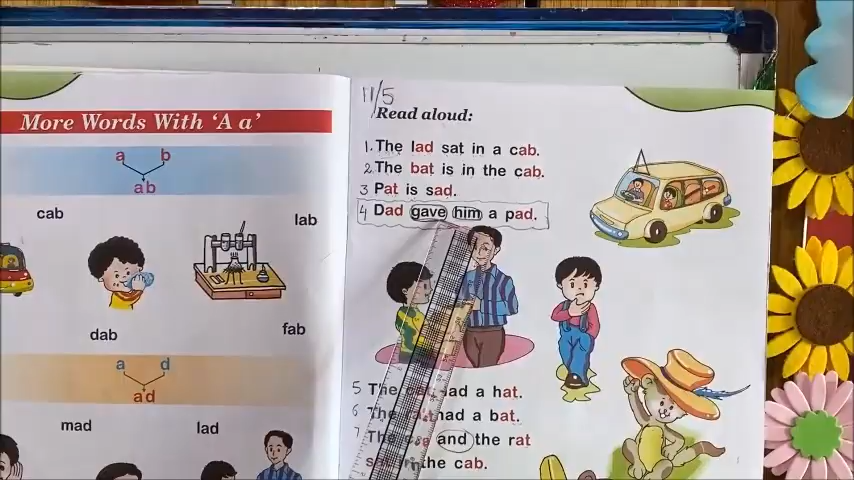 More Words With 'A a'
a b
ab
cab
lab
dab
fab
a d
ad
mad
lad
11/5
Read aloud:
1. The lad sat in a cab.
2. The bat is in the cab.
3 Pat is sad.
4 Dad gave him a pad.
5 The had a hat.
6 The had a bat.
7 The and the rat
the cab.